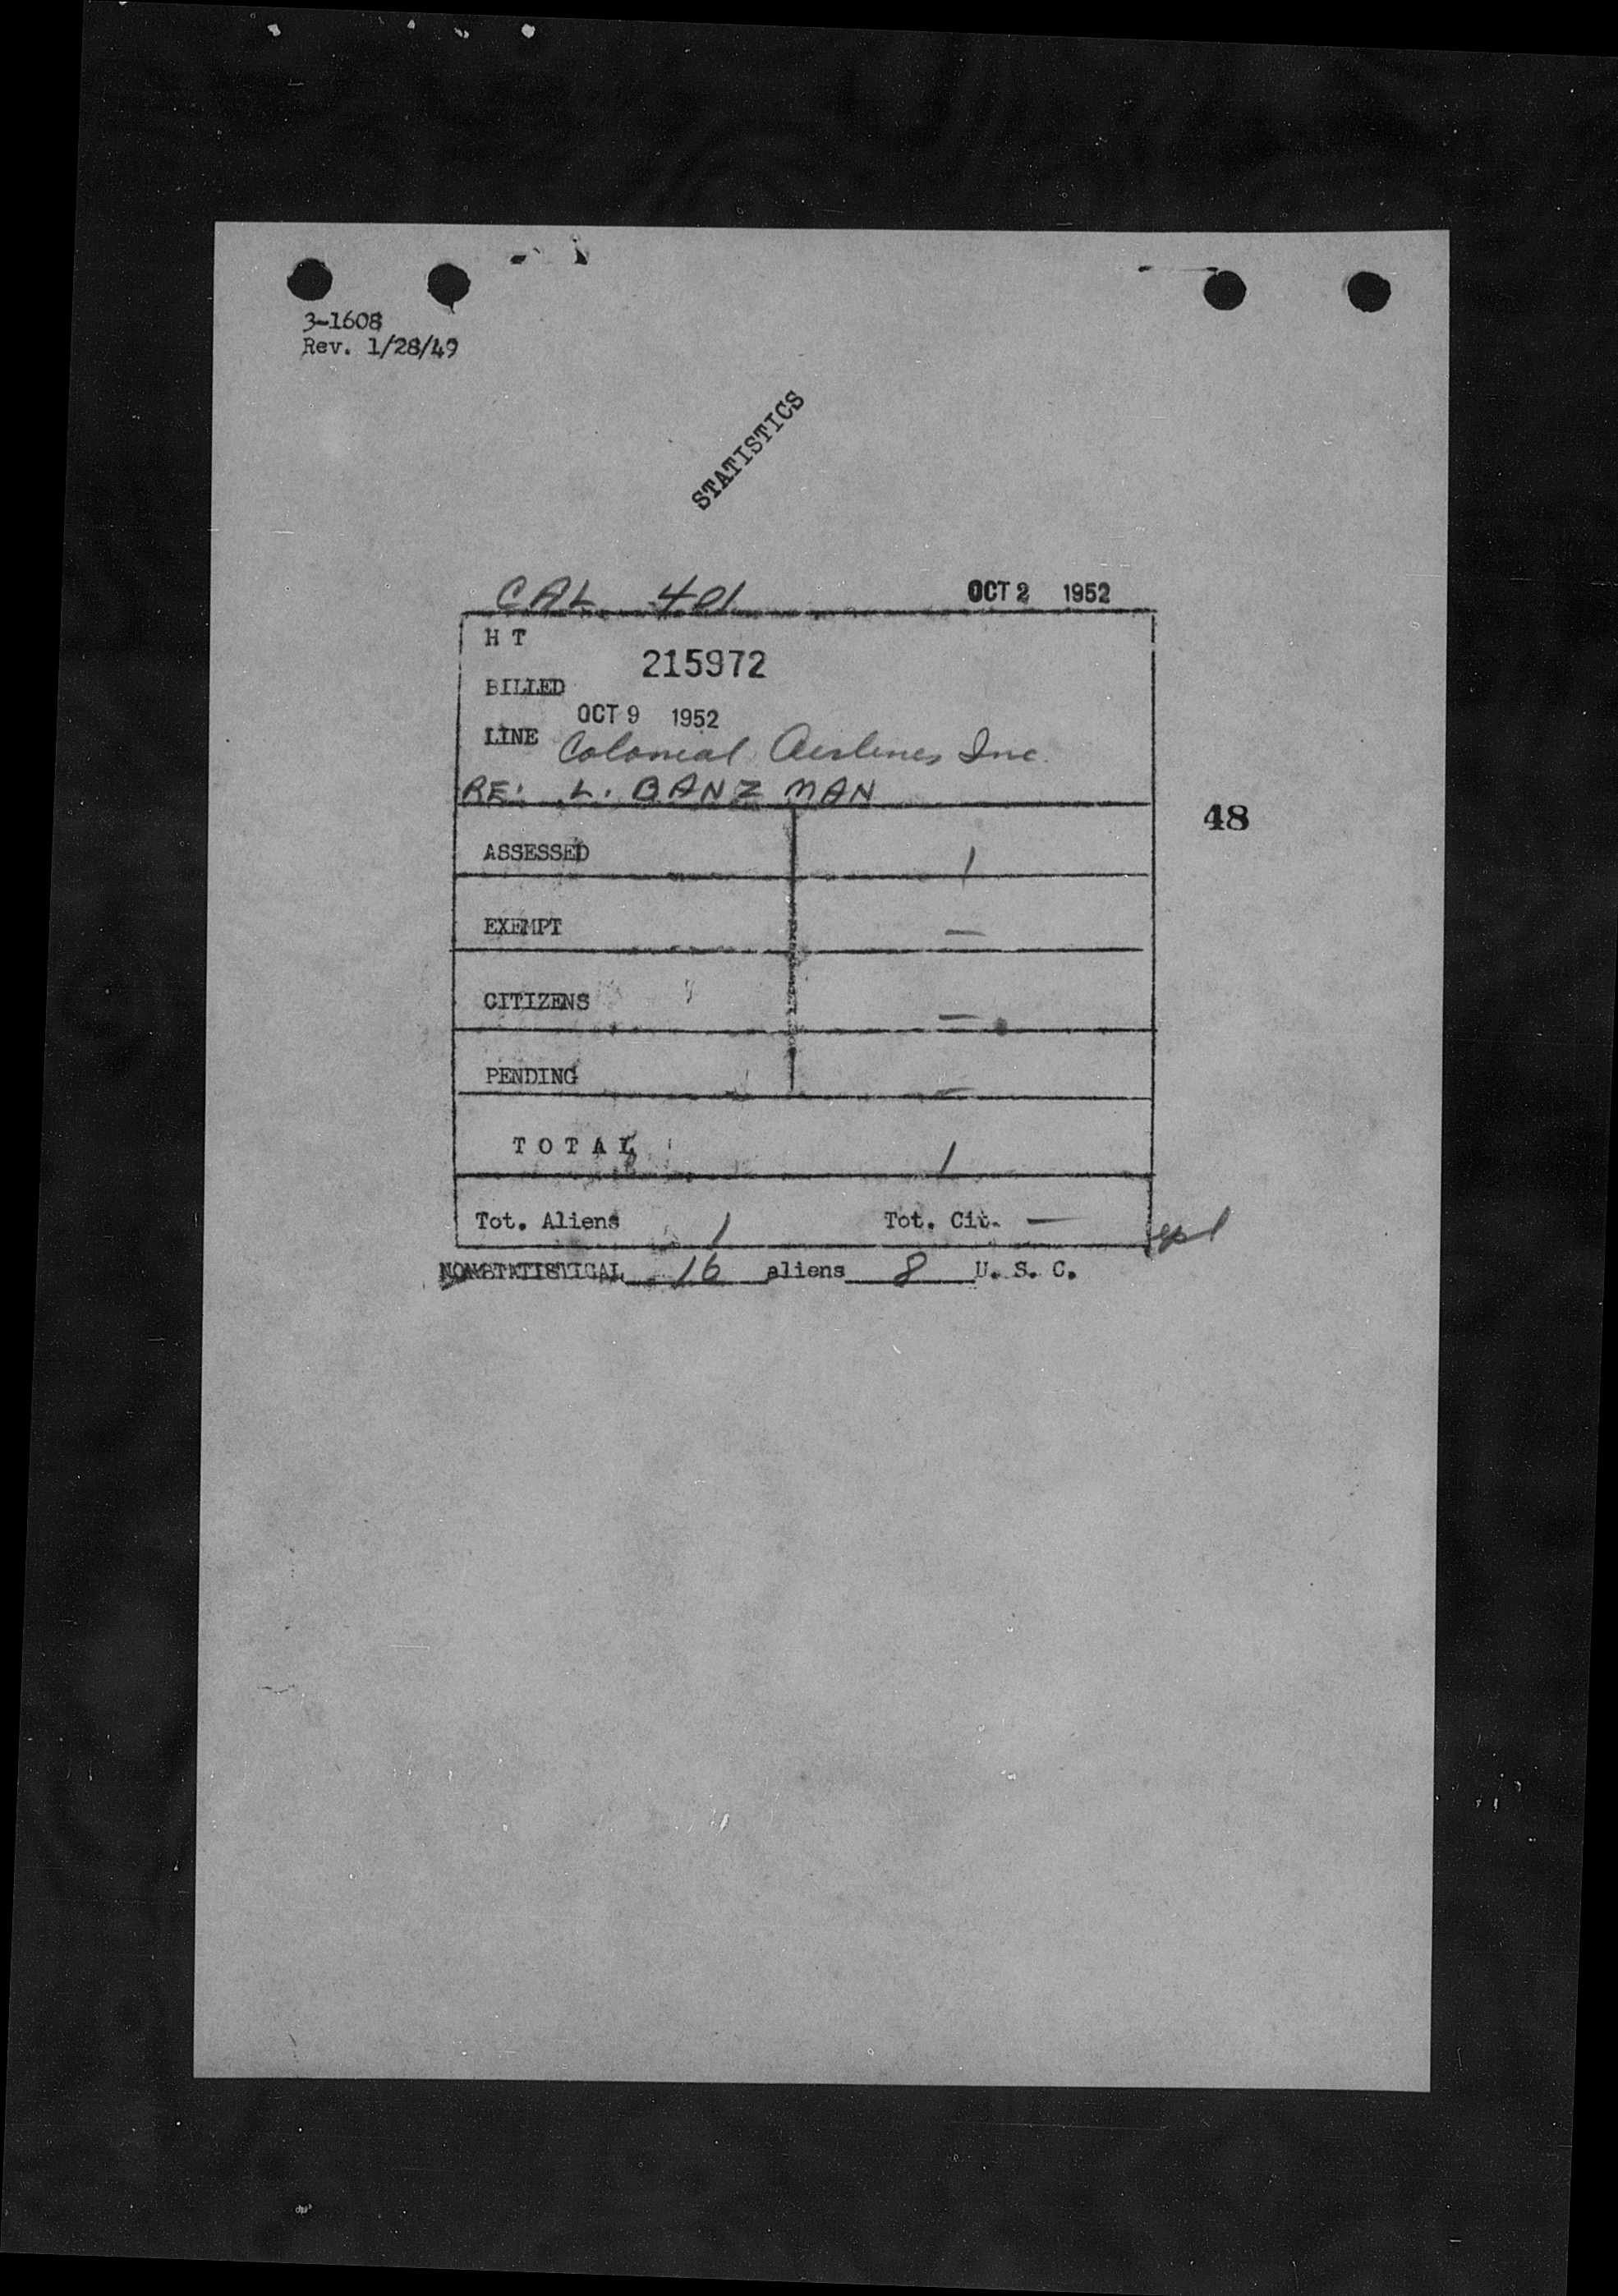 3-1608
Rev. 1/28/49
STATISTICS
CAL 401 OCT 2 1952
H T
215972
BILLED
OCT 9 1952
LINE Colonial Airlines Inc.
RE: L. BANZMAN
48
ASSESSED 1
EXEMPT —
CITIZENS —
PENDING —
TOTAL 1
Tot. Aliens 1 Tot. Cit. —
NONSTATISTICAL 16 aliens 8 U. S. C.